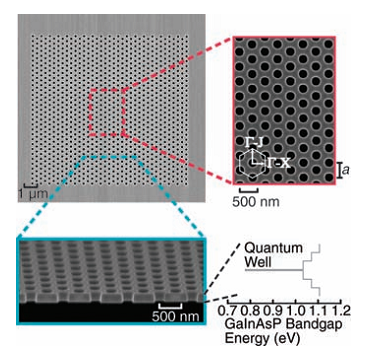 Γ-J
Γ-X
a
1 μm
500 nm
500 nm
Quantum
Well
0.7 0.8 0.9 1.0 1.1 1.2
GaInAsP Bandgap
Energy (eV)